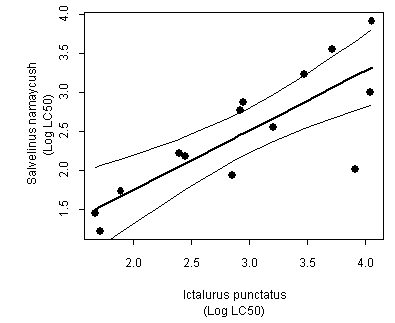 Salvelinus namaycush
(Log LC50)
4.0
3.5
3.0
2.5
2.0
1.5
2.0 2.5 3.0 3.5 4.0
Ictalurus punctatus
(Log LC50)